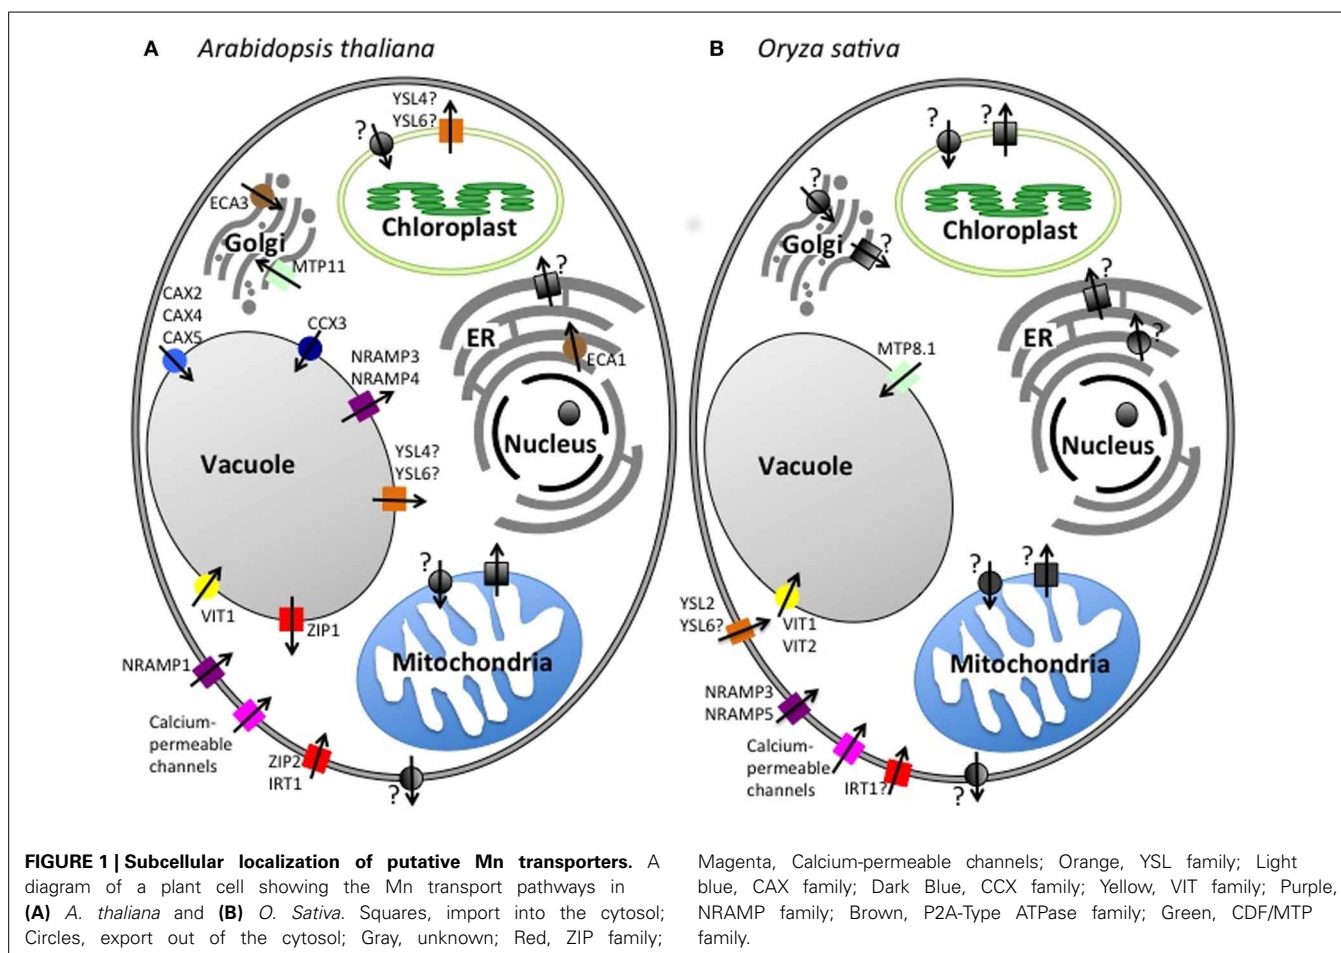 A Arabidopsis thaliana
YSL4?
YSL6?
?
ECA3
Golgi
MTP11
Chloroplast
CAX2
CAX4
CAX5
CCX3
NRAMP3
NRAMP4
?
ER
ECA1
Nucleus
Vacuole
YSL4?
YSL6?
VIT1
ZIP1
?
Mitochondria
NRAMP1
Calcium-
permeable
channels
ZIP2
IRT1
?
B Oryza sativa
?
?
?
Golgi
?
Chloroplast
?
ER
?
MTP8.1
Nucleus
Vacuole
?
?
YSL2
YSL6?
VIT1
VIT2
Mitochondria
NRAMP3
NRAMP5
Calcium-
permeable
channels
IRT1?
?
FIGURE 1 | Subcellular localization of putative Mn transporters. A
diagram of a plant cell showing the Mn transport pathways in
(A) A. thaliana and (B) O. Sativa. Squares, import into the cytosol;
Circles, export out of the cytosol; Gray, unknown; Red, ZIP family;
Magenta, Calcium-permeable channels; Orange, YSL family; Light
blue, CAX family; Dark Blue, CCX family; Yellow, VIT family; Purple,
NRAMP family; Brown, P2A-Type ATPase family; Green, CDF/MTP
family.